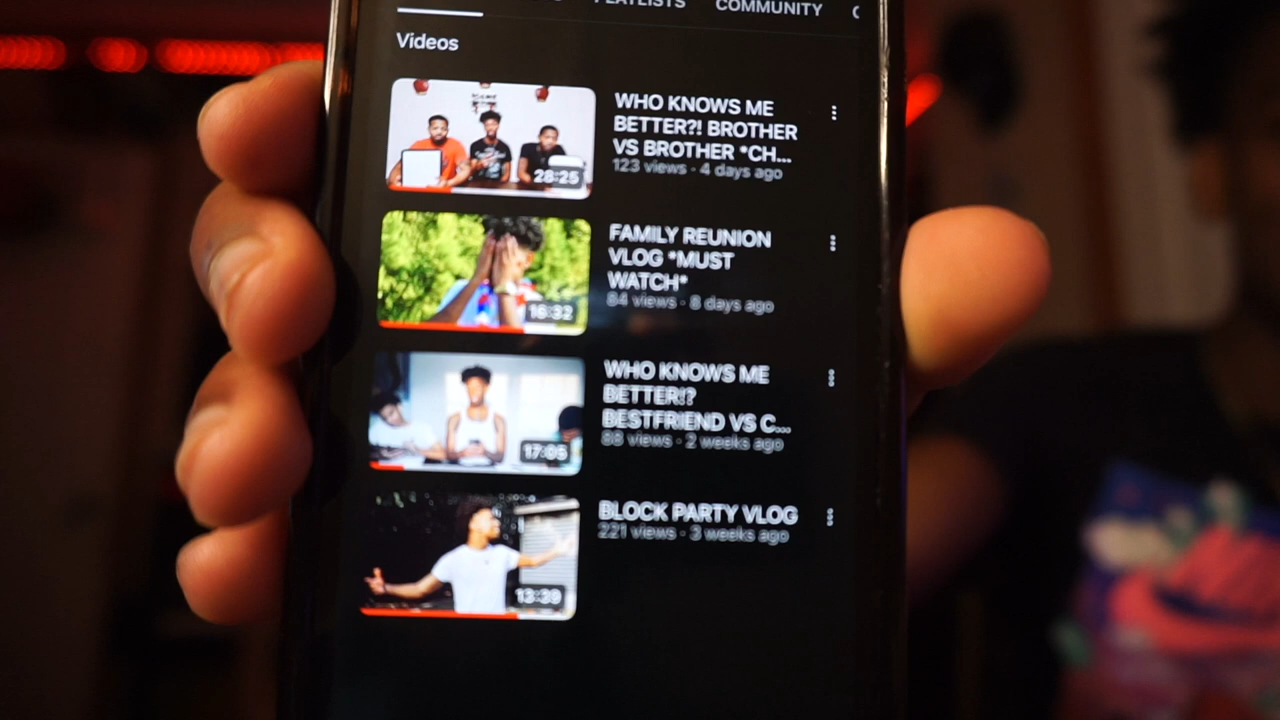 PLAYLISTS COMMUNITY
Videos
WHO KNOWS ME
BETTER?! BROTHER
VS BROTHER *CH...
123 views · 4 days ago
28:25
FAMILY REUNION
VLOG *MUST
WATCH*
84 views · 8 days ago
16:32
WHO KNOWS ME
BETTER!?
BESTFRIEND VS C...
88 views · 2 weeks ago
17:05
BLOCK PARTY VLOG
221 views · 3 weeks ago
13:39